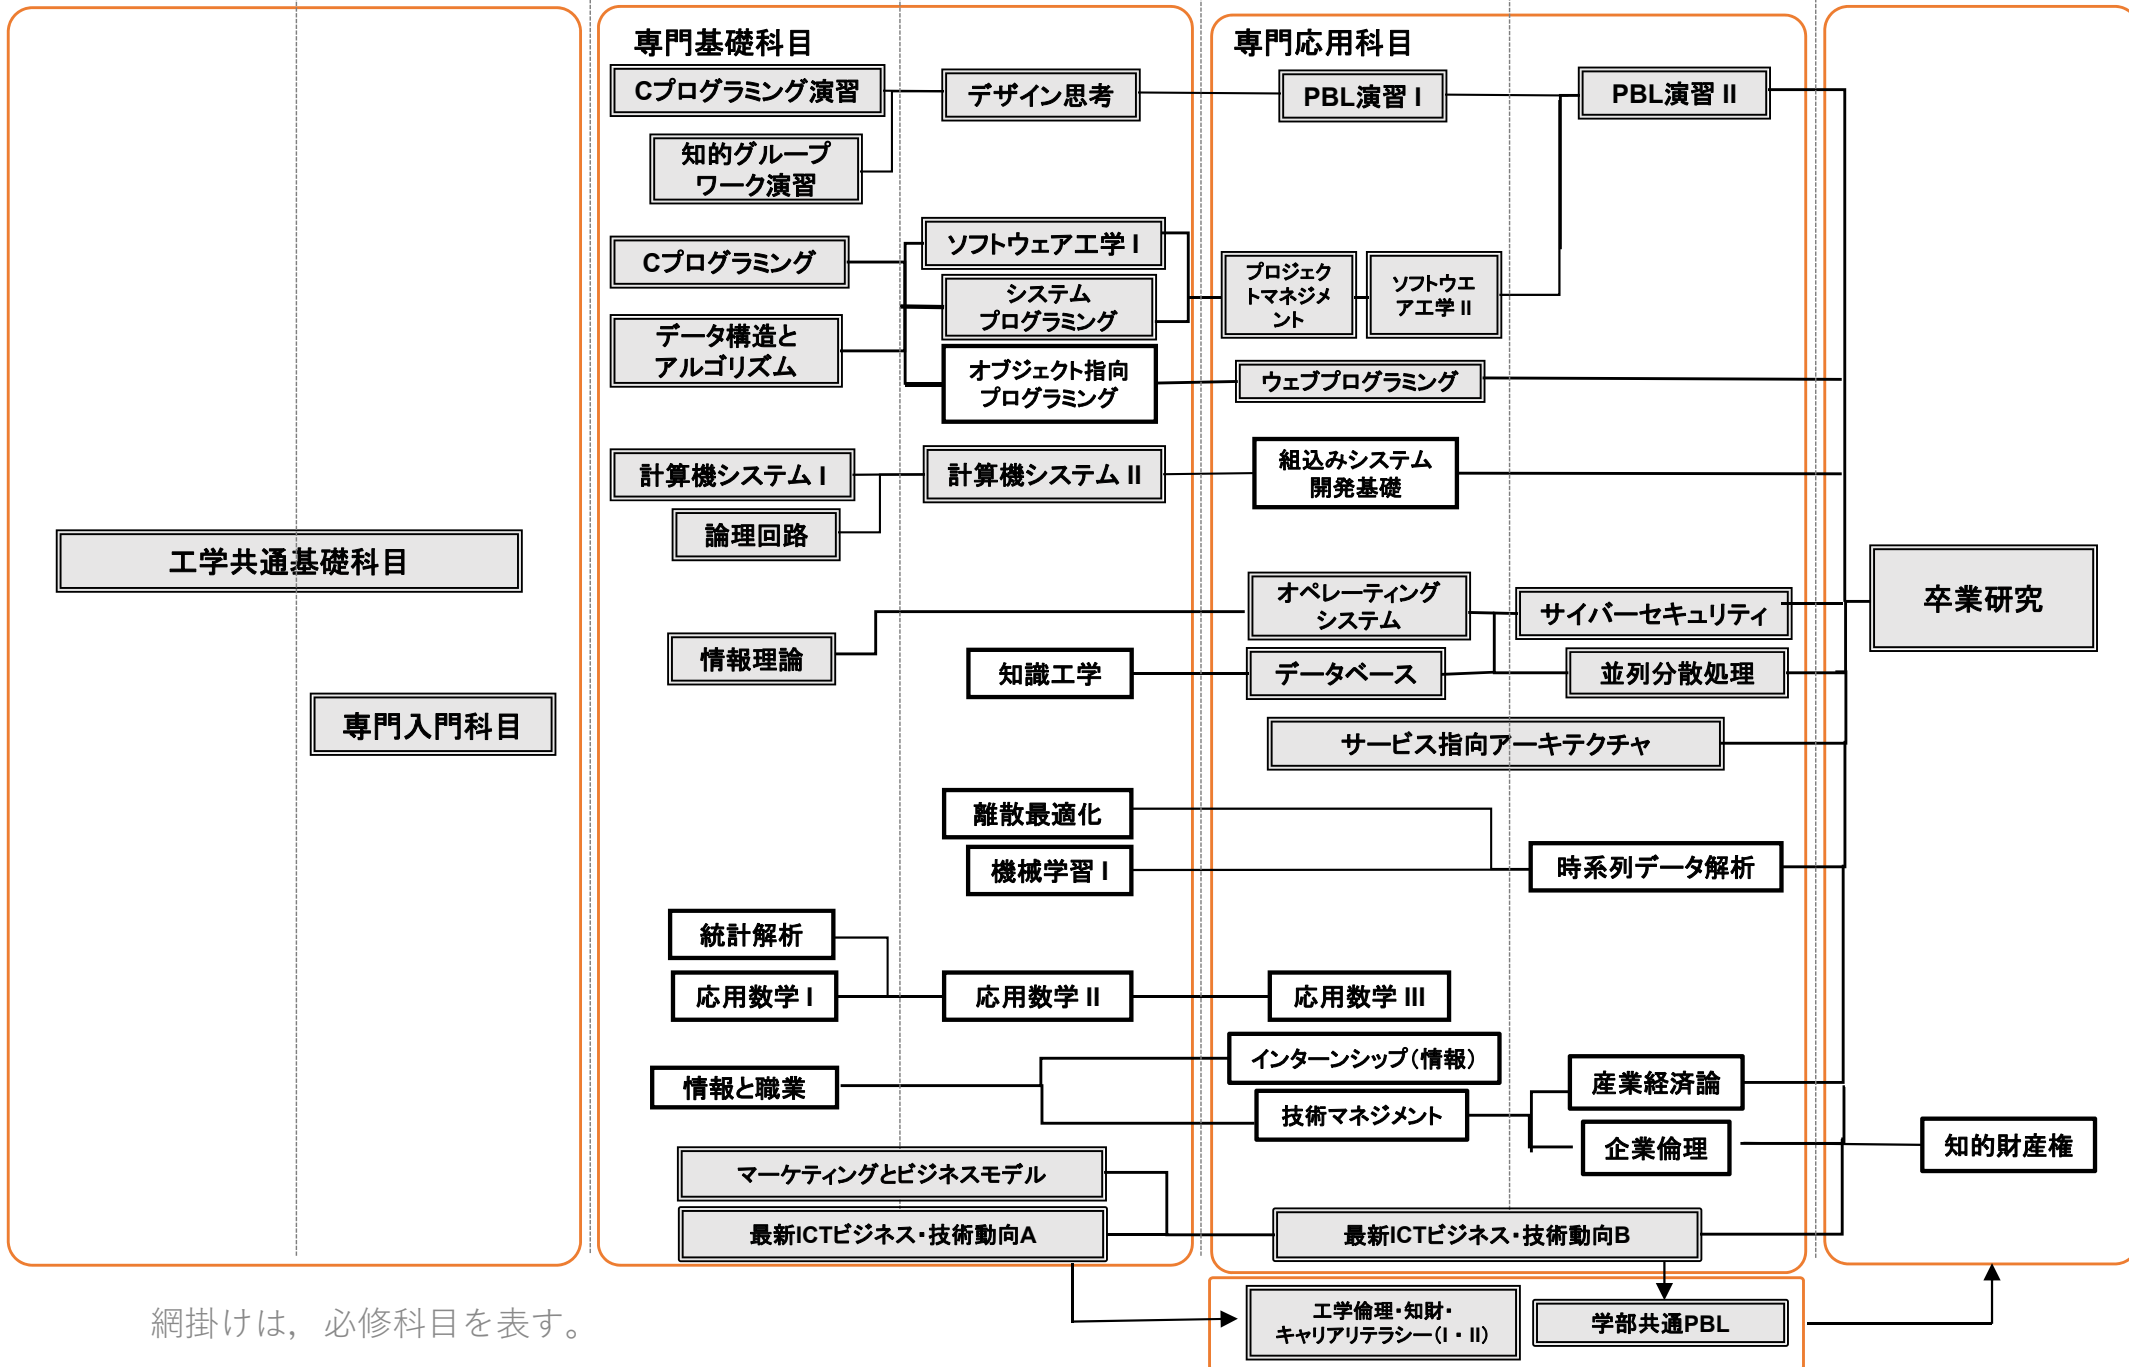 専門基礎科目
専門応用科目
Cプログラミング演習
デザイン思考
PBL演習 I
PBL演習 II
知的グループ
ワーク演習
Cプログラミング
ソフトウェア工学 I
システム
プログラミング
プロジェク
トマネジメ
ント
ソフトウエ
ア工学 II
データ構造と
アルゴリズム
オブジェクト指向
プログラミング
ウェブプログラミング
計算機システム I
計算機システム II
組込みシステム
開発基礎
論理回路
工学共通基礎科目
オペレーティング
システム
サイバーセキュリティ
卒業研究
情報理論
知識工学
データベース
並列分散処理
専門入門科目
サービス指向アーキテクチャ
離散最適化
機械学習 I
時系列データ解析
統計解析
応用数学 I
応用数学 II
応用数学 III
インターンシップ（情報）
情報と職業
技術マネジメント
産業経済論
企業倫理
知的財産権
マーケティングとビジネスモデル
最新ICTビジネス・技術動向A
最新ICTビジネス・技術動向B
工学倫理・知財・
キャリアリテラシー（I・II）
学部共通PBL
網掛けは，必修科目を表す。